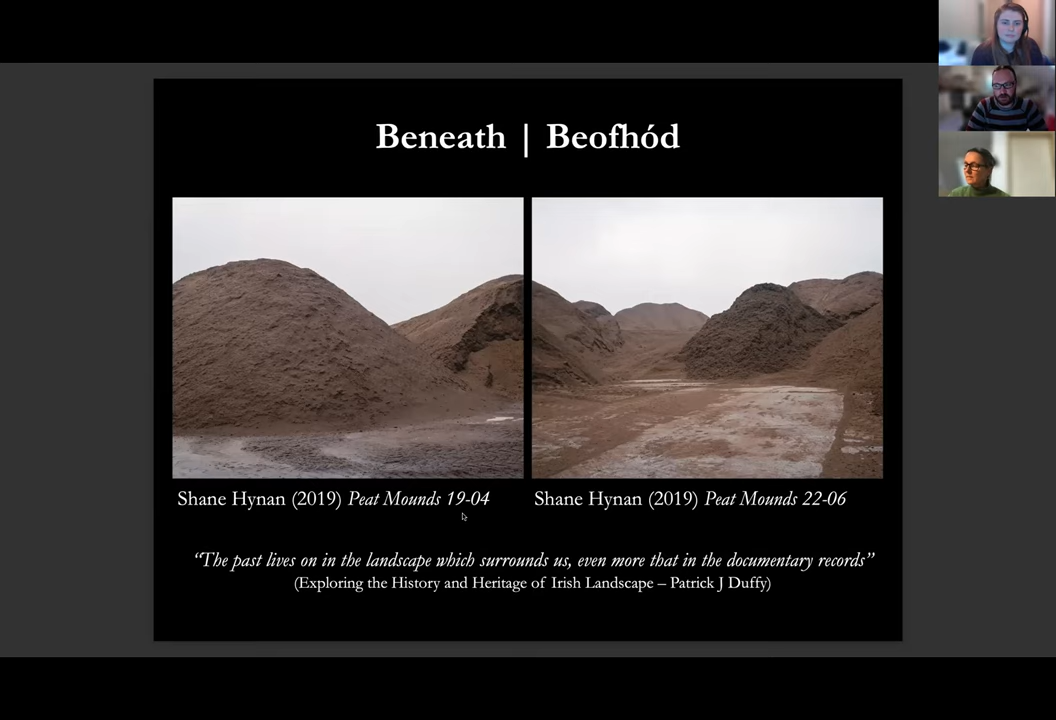 Beneath | Beofhód
Shane Hynan (2019) Peat Mounds 19-04
Shane Hynan (2019) Peat Mounds 22-06
“The past lives on in the landscape which surrounds us, even more that in the documentary records”
(Exploring the History and Heritage of Irish Landscape – Patrick J Duffy)